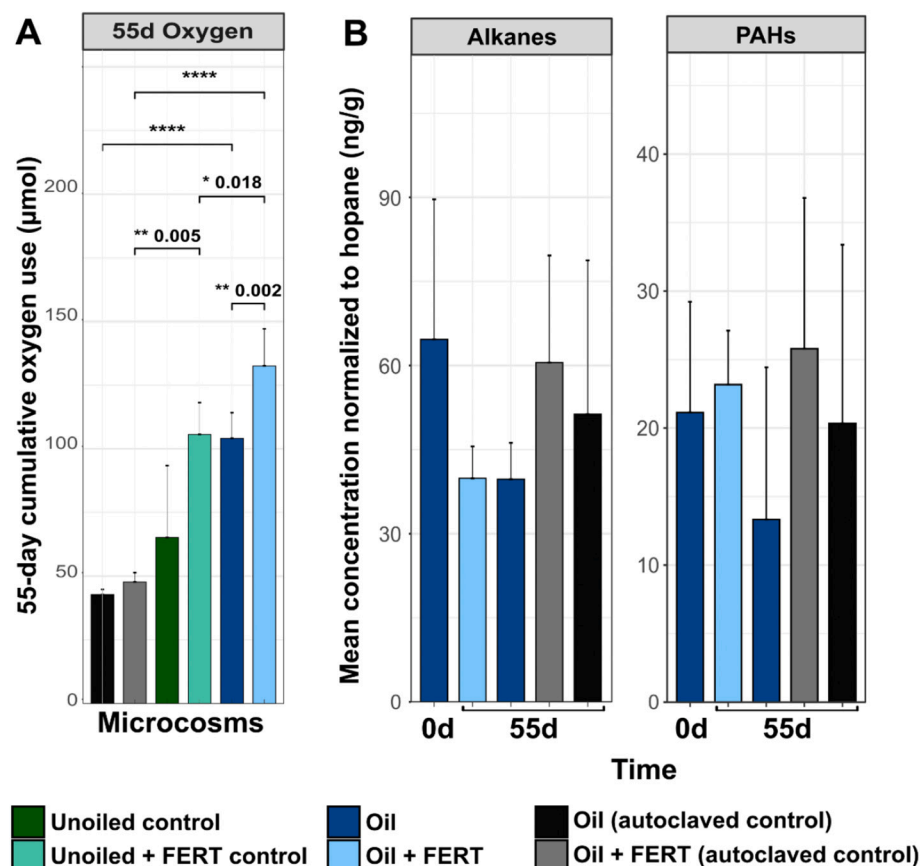 A
55d Oxygen
55-day cumulative oxygen use (µmol)
200
150
100
50
0
****
****
* 0.018
** 0.005
** 0.002
Microcosms
B
Alkanes
PAHs
Mean concentration normalized to hopane (ng/g)
90
60
30
0
40
30
20
10
0
0d 55d
0d 55d
Time
Unoiled control
Oil
Oil (autoclaved control)
Unoiled + FERT control
Oil + FERT
Oil + FERT (autoclaved control)